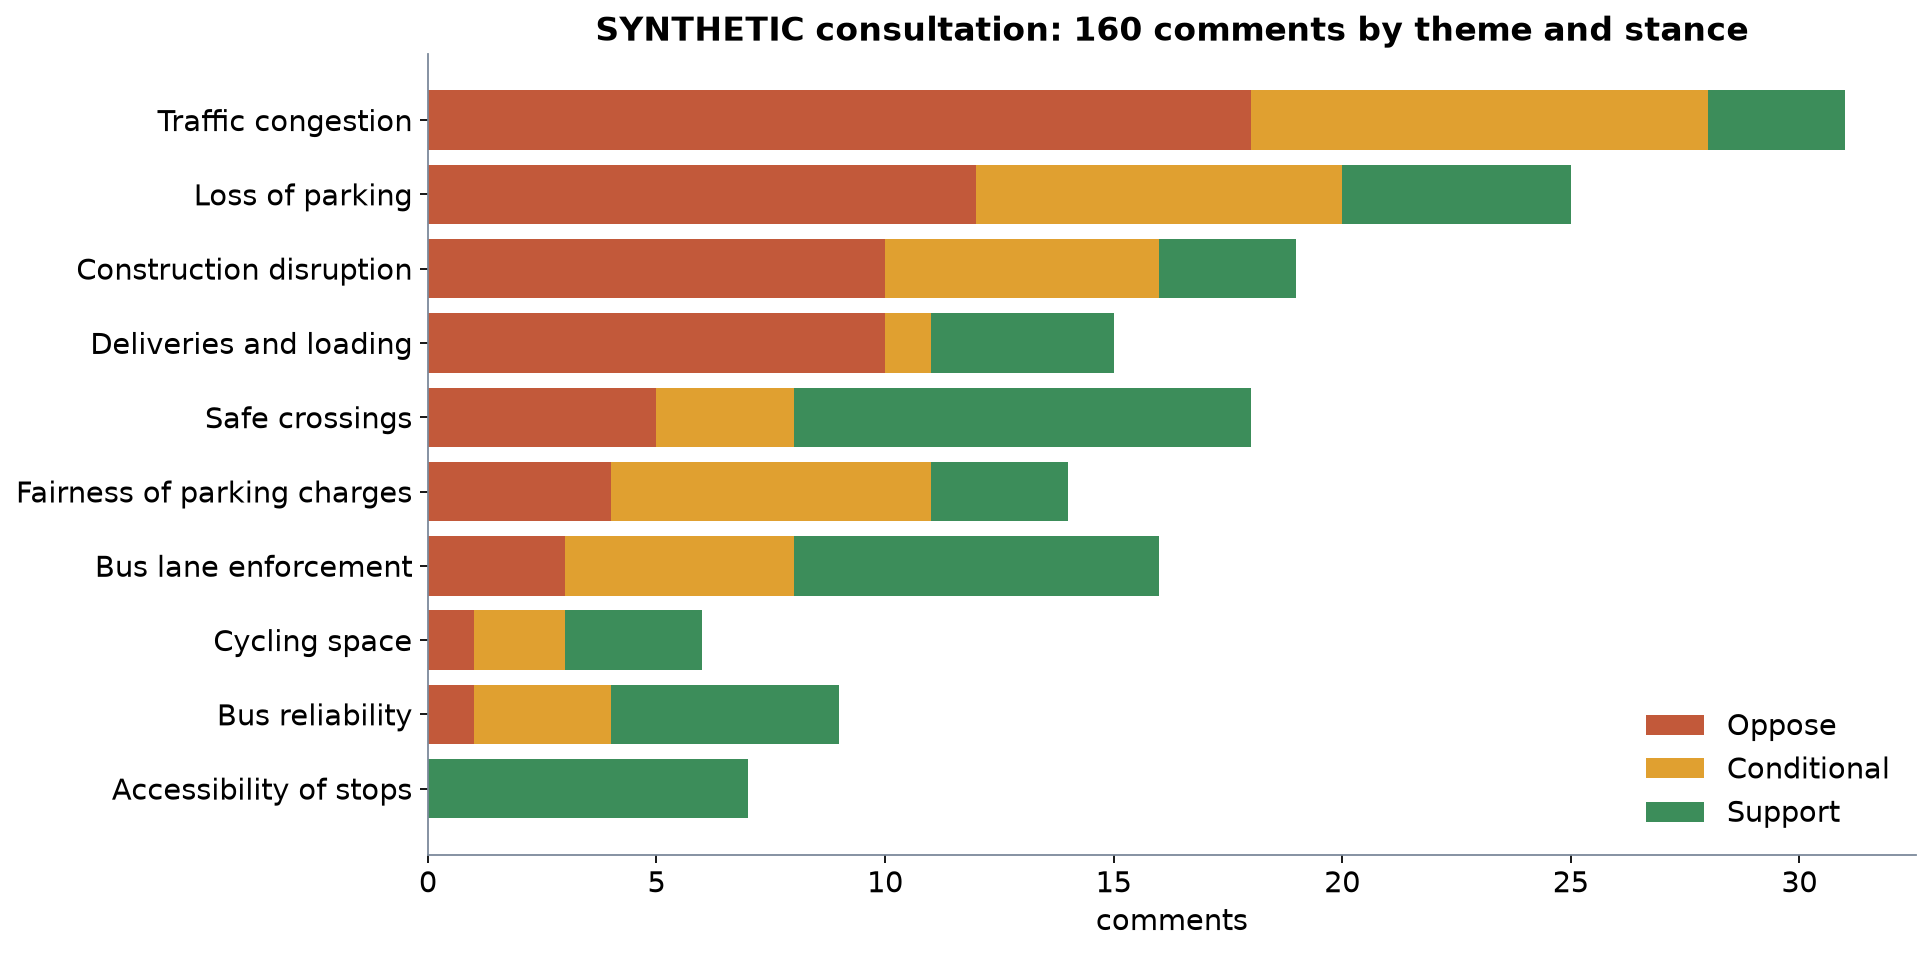 SYNTHETIC consultation: 160 comments by theme and stance
Traffic congestion
Loss of parking
Construction disruption
Deliveries and loading
Safe crossings
Fairness of parking charges
Bus lane enforcement
Cycling space
Bus reliability
Accessibility of stops
Oppose
Conditional
Support
0 5 10 15 20 25 30
comments